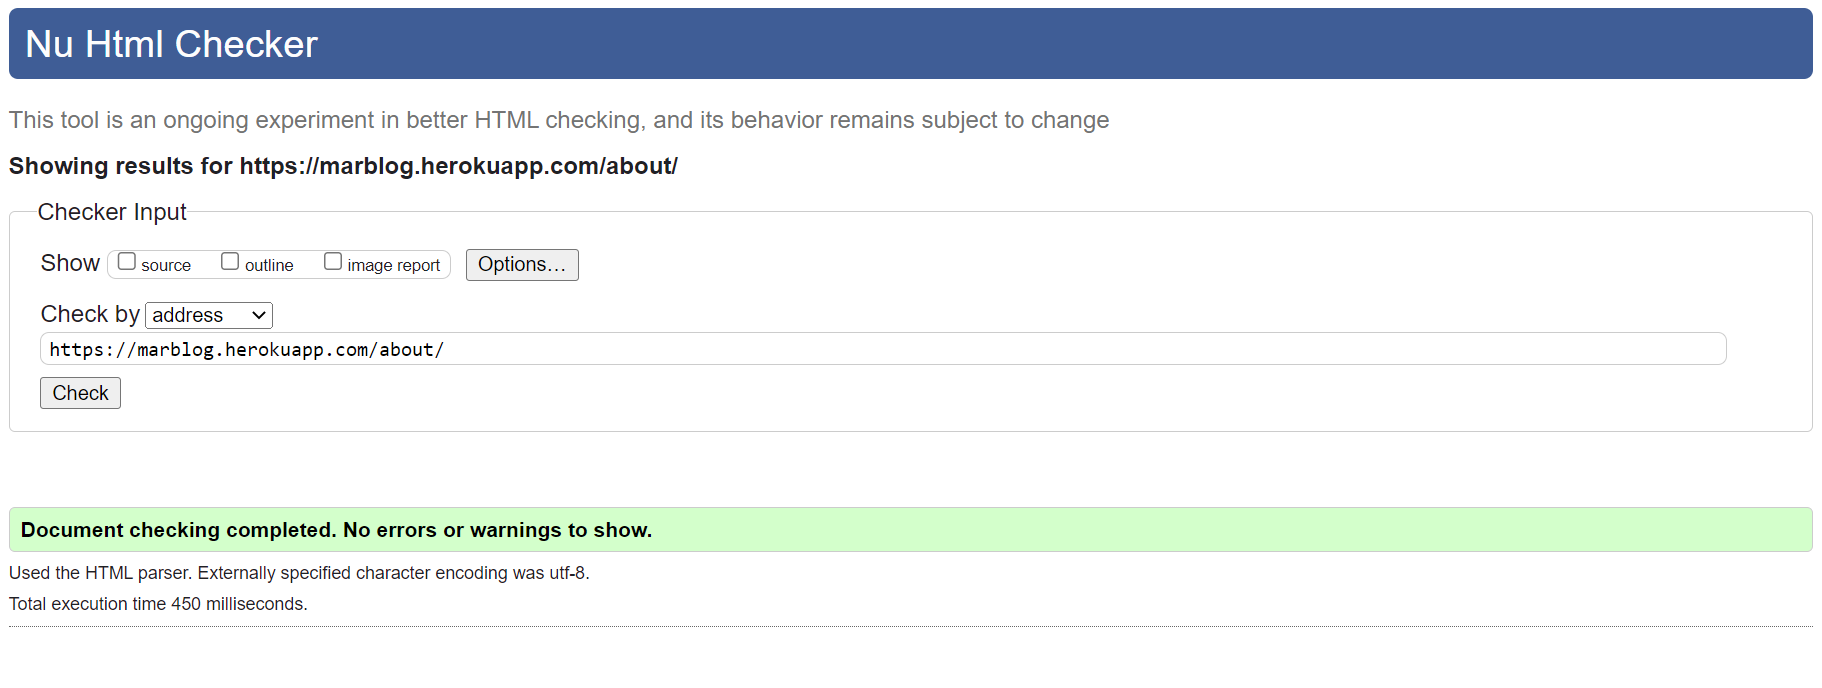 Nu Html Checker
This tool is an ongoing experiment in better HTML checking, and its behavior remains subject to change
Showing results for https://marblog.herokuapp.com/about/
Checker Input
Show source outline image report Options...
Check by address
https://marblog.herokuapp.com/about/
Check
Document checking completed. No errors or warnings to show.
Used the HTML parser. Externally specified character encoding was utf-8.
Total execution time 450 milliseconds.